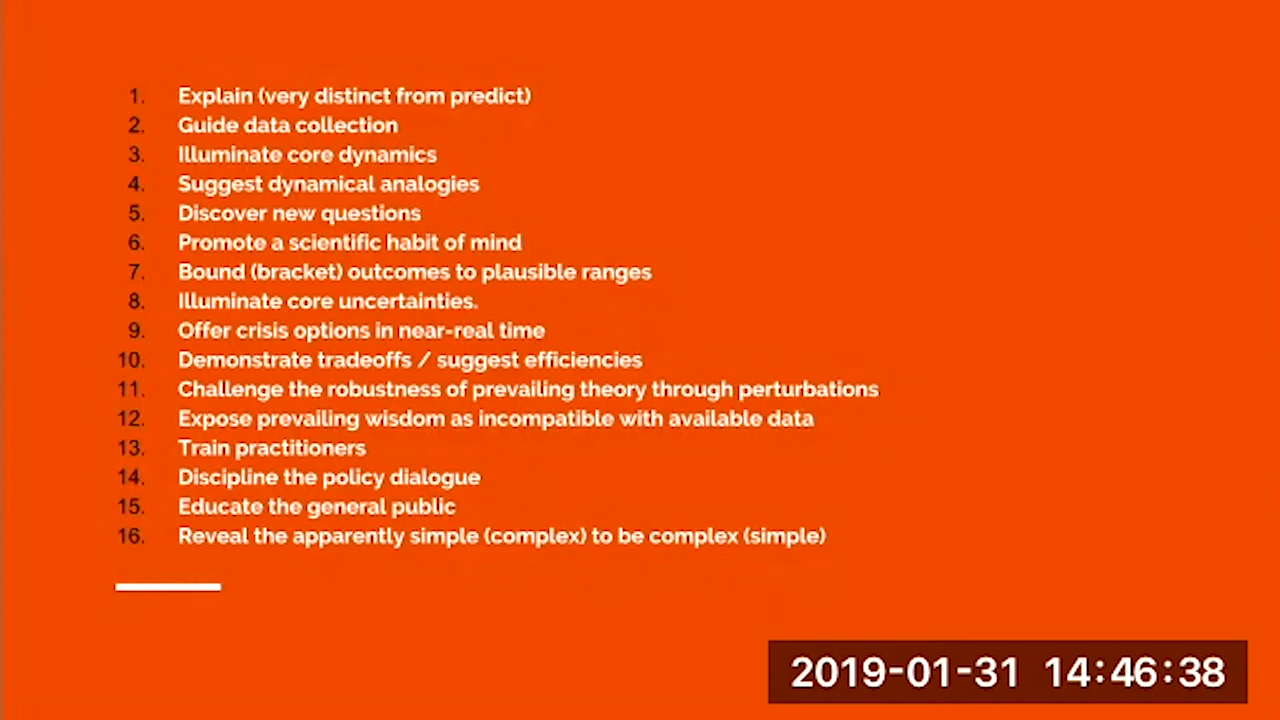 1. Explain (very distinct from predict)
2. Guide data collection
3. Illuminate core dynamics
4. Suggest dynamical analogies
5. Discover new questions
6. Promote a scientific habit of mind
7. Bound (bracket) outcomes to plausible ranges
8. Illuminate core uncertainties.
9. Offer crisis options in near-real time
10. Demonstrate tradeoffs / suggest efficiencies
11. Challenge the robustness of prevailing theory through perturbations
12. Expose prevailing wisdom as incompatible with available data
13. Train practitioners
14. Discipline the policy dialogue
15. Educate the general public
16. Reveal the apparently simple (complex) to be complex (simple)
2019-01-31 14:46:38